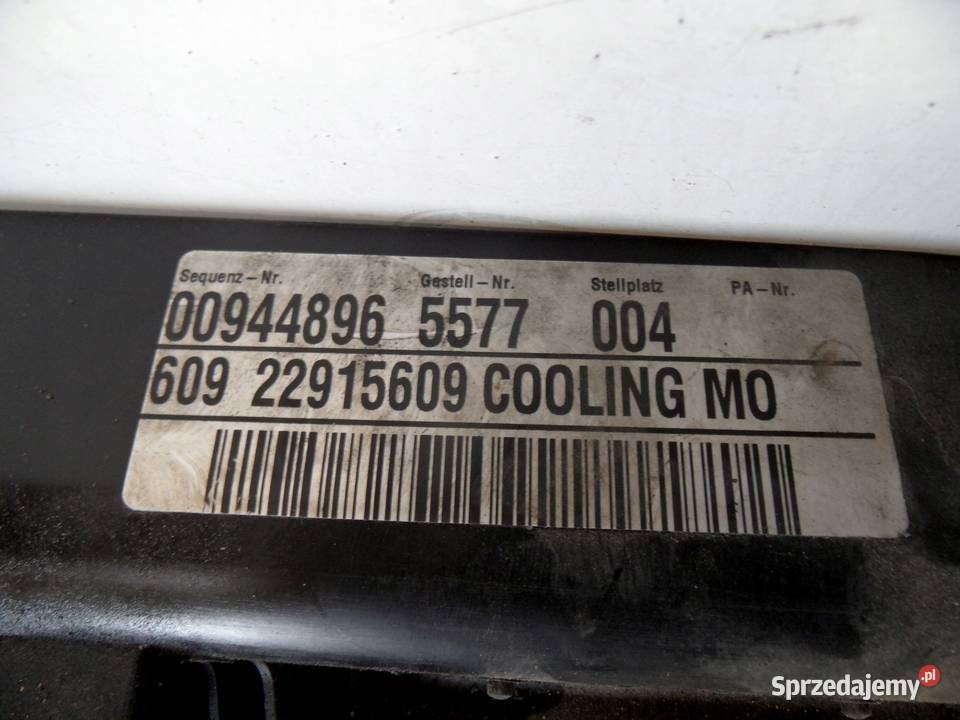 Sequenz-Nr. Gestell-Nr. Stellplatz PA-Nr.
00944896 5577 004
609 22915609 COOLING MO
Sprzedajemy.pl